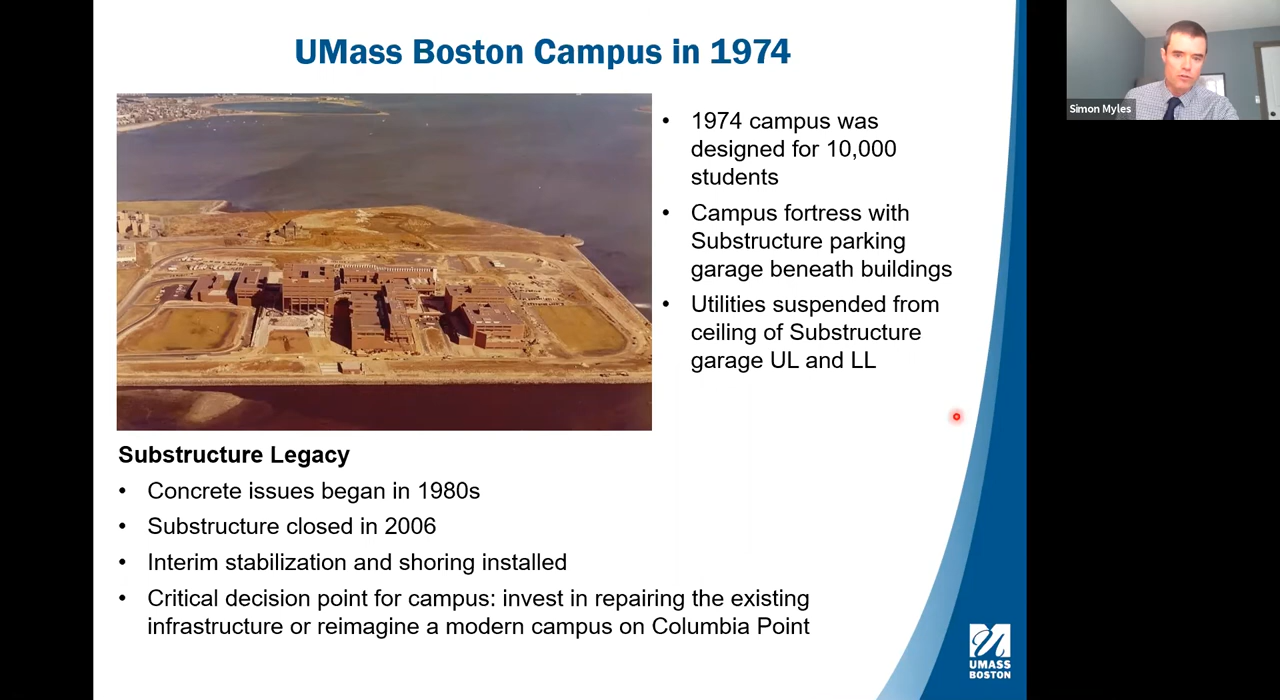 UMass Boston Campus in 1974
• 1974 campus was
designed for 10,000
students
• Campus fortress with
Substructure parking
garage beneath buildings
• Utilities suspended from
ceiling of Substructure
garage UL and LL
Substructure Legacy
• Concrete issues began in 1980s
• Substructure closed in 2006
• Interim stabilization and shoring installed
• Critical decision point for campus: invest in repairing the existing
infrastructure or reimagine a modern campus on Columbia Point
UMASS
BOSTON
Simon Myles